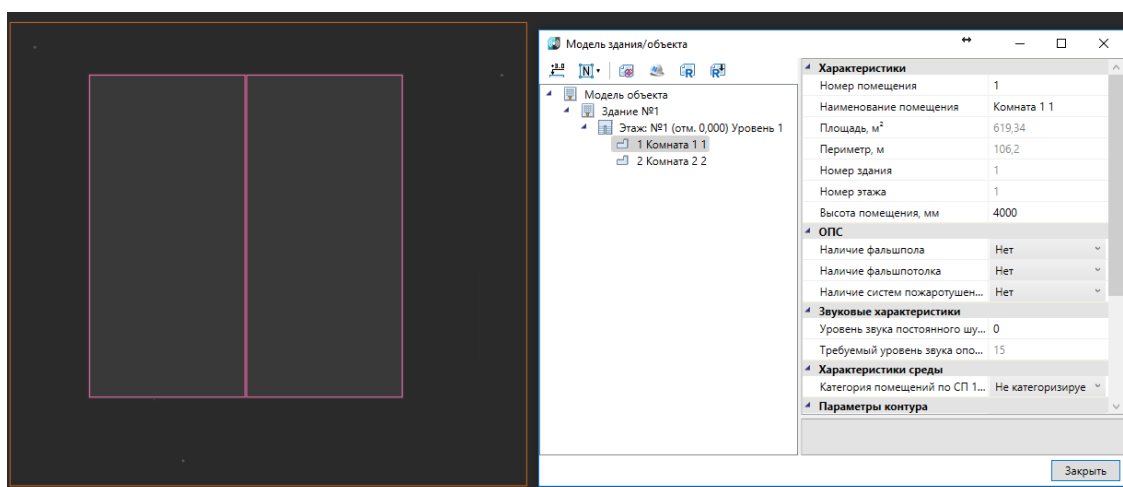 Модель здания/объекта
Модель объекта
Здание №1
Этаж: №1 (отм. 0,000) Уровень 1
1 Комната 1 1
2 Комната 2 2
Характеристики
Номер помещения 1
Наименование помещения Комната 1 1
Площадь, м² 619,34
Периметр, м 106,2
Номер здания 1
Номер этажа 1
Высота помещения, мм 4000
ОПС
Наличие фальшпола Нет
Наличие фальшпотолка Нет
Наличие систем пожаротушен... Нет
Звуковые характеристики
Уровень звука постоянного шу... 0
Требуемый уровень звука опо... 15
Характеристики среды
Категория помещений по СП 1... Не категоризируе
Параметры контура
Закрыть